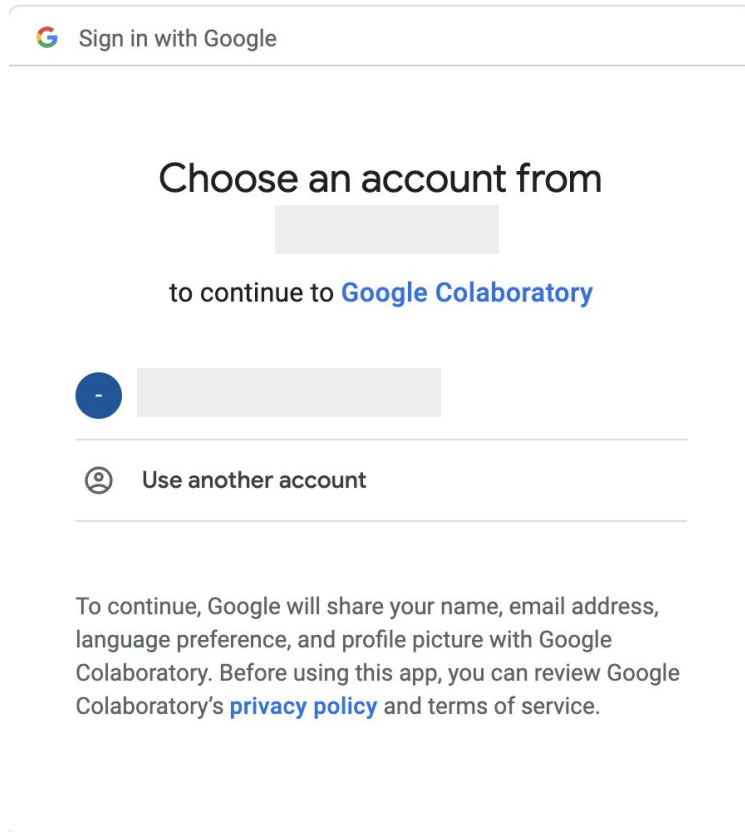 Sign in with Google
Choose an account from
to continue to Google Colaboratory
-
Use another account
To continue, Google will share your name, email address,
language preference, and profile picture with Google
Colaboratory. Before using this app, you can review Google
Colaboratory’s privacy policy and terms of service.